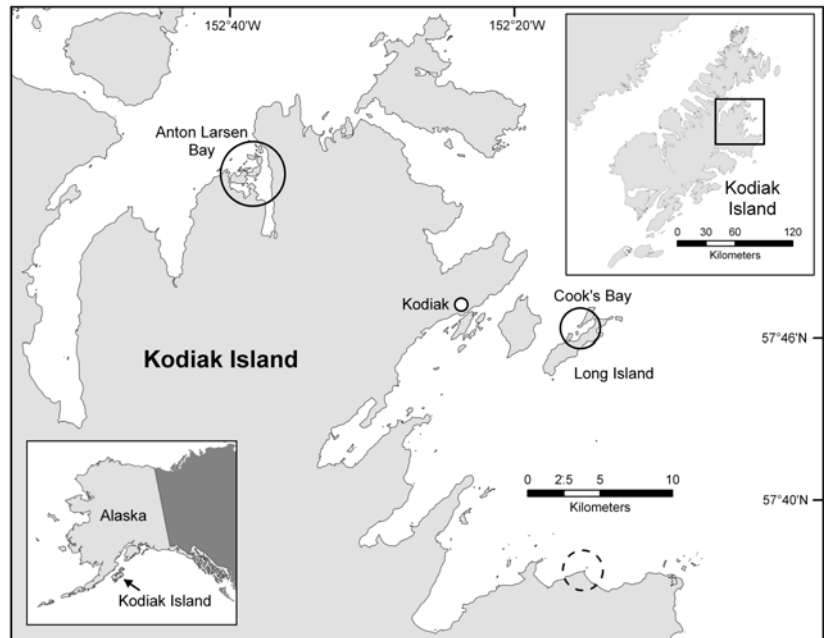 152°40'W
152°20'W
Anton Larsen
Bay
Kodiak
Island
0 30 60 120
Kilometers
Kodiak
Cook's Bay
57°46'N
Kodiak Island
Long Island
0 2.5 5 10
Kilometers
57°40'N
Alaska
Kodiak Island